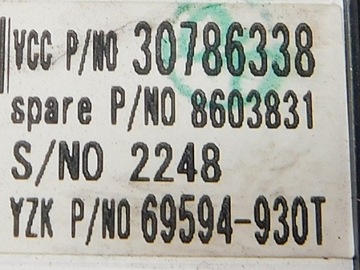 VCC P/NO 30786338
spare P/NO 8603831
S/NO 2248
YZK P/NO 69594-930T